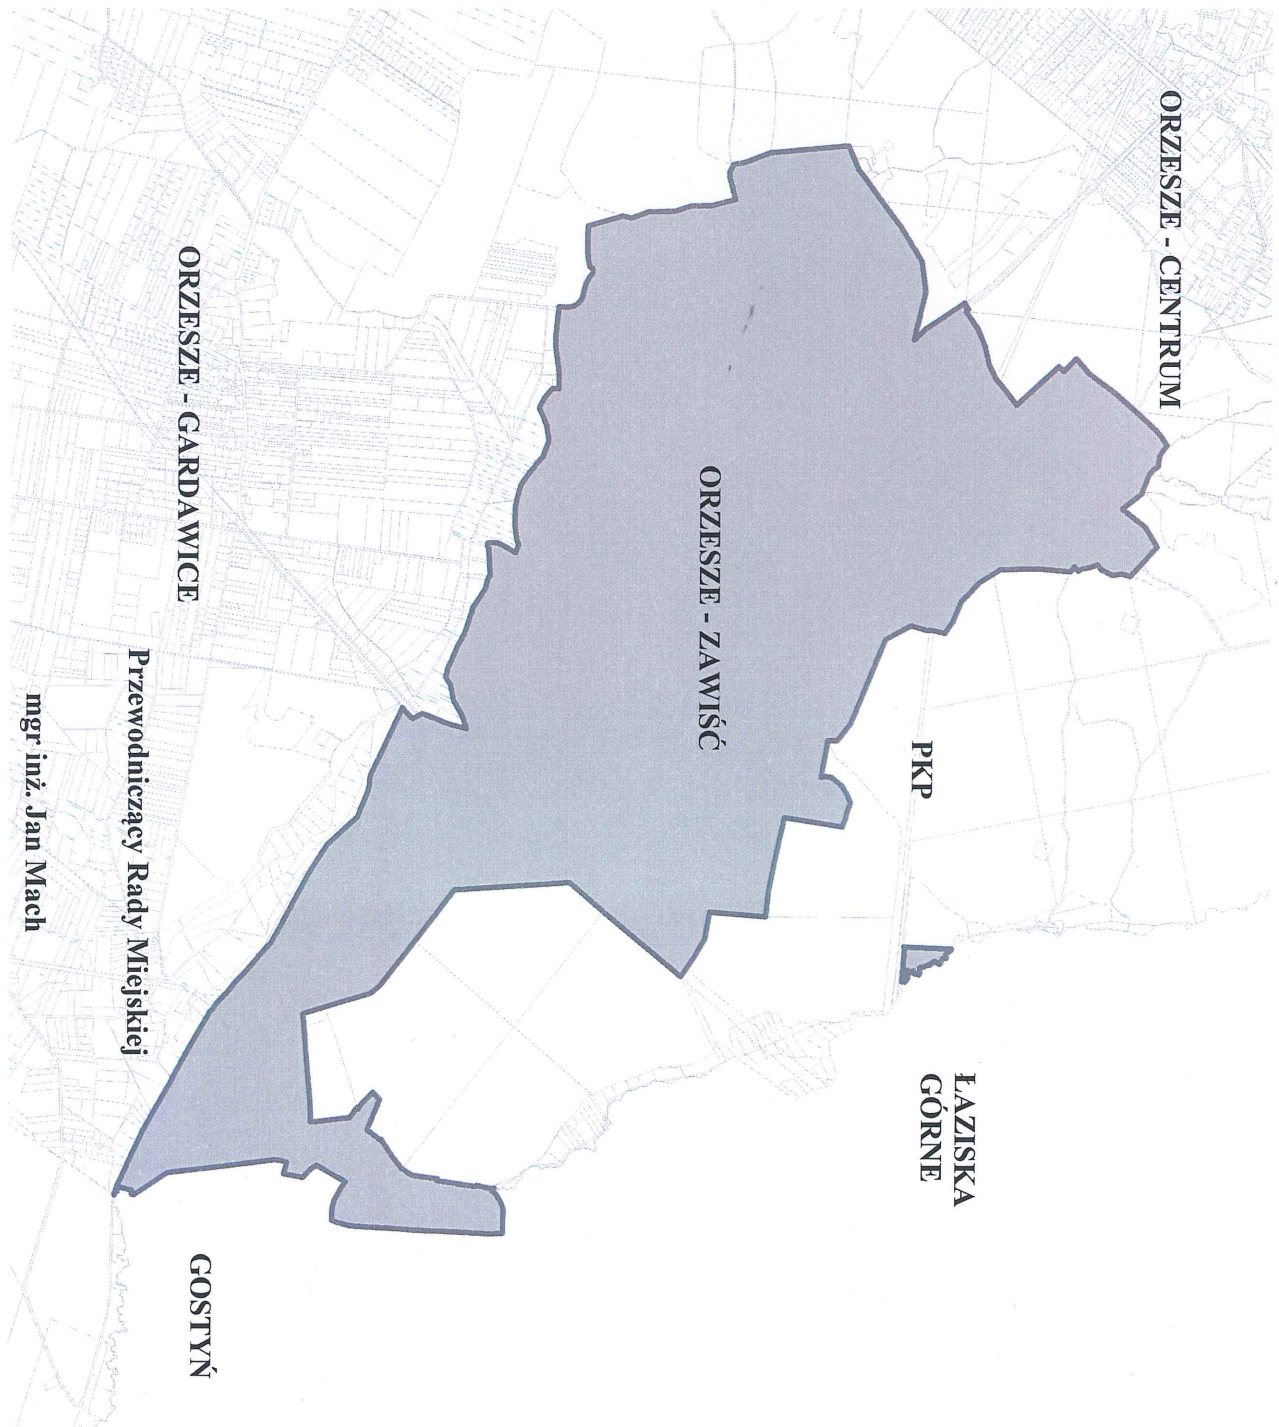 ORZESZE - CENTRUM
PKP
ŁAZISKA
GÓRNE
ORZESZE - ZAWIŚĆ
ORZESZE - GARDAWICE
GOSTYŃ
Przewodniczący Rady Miejskiej
mgr inż. Jan Mach